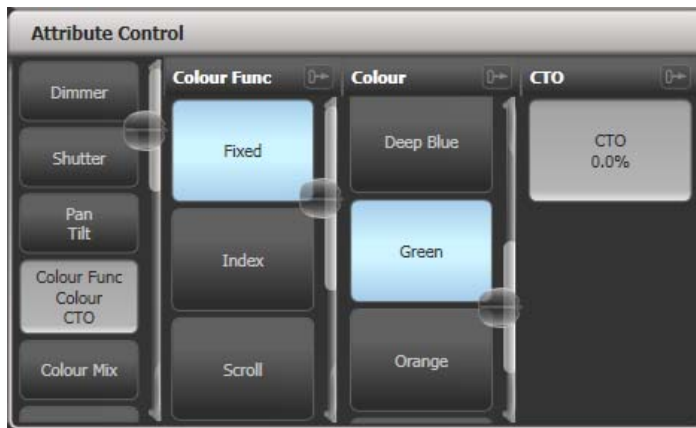 Attribute Control
Dimmer
Shutter
Pan
Tilt
Colour Func
Colour
CTO
Colour Mix
Colour Func
Fixed
Index
Scroll
Colour
Deep Blue
Green
Orange
CTO
CTO
0.0%